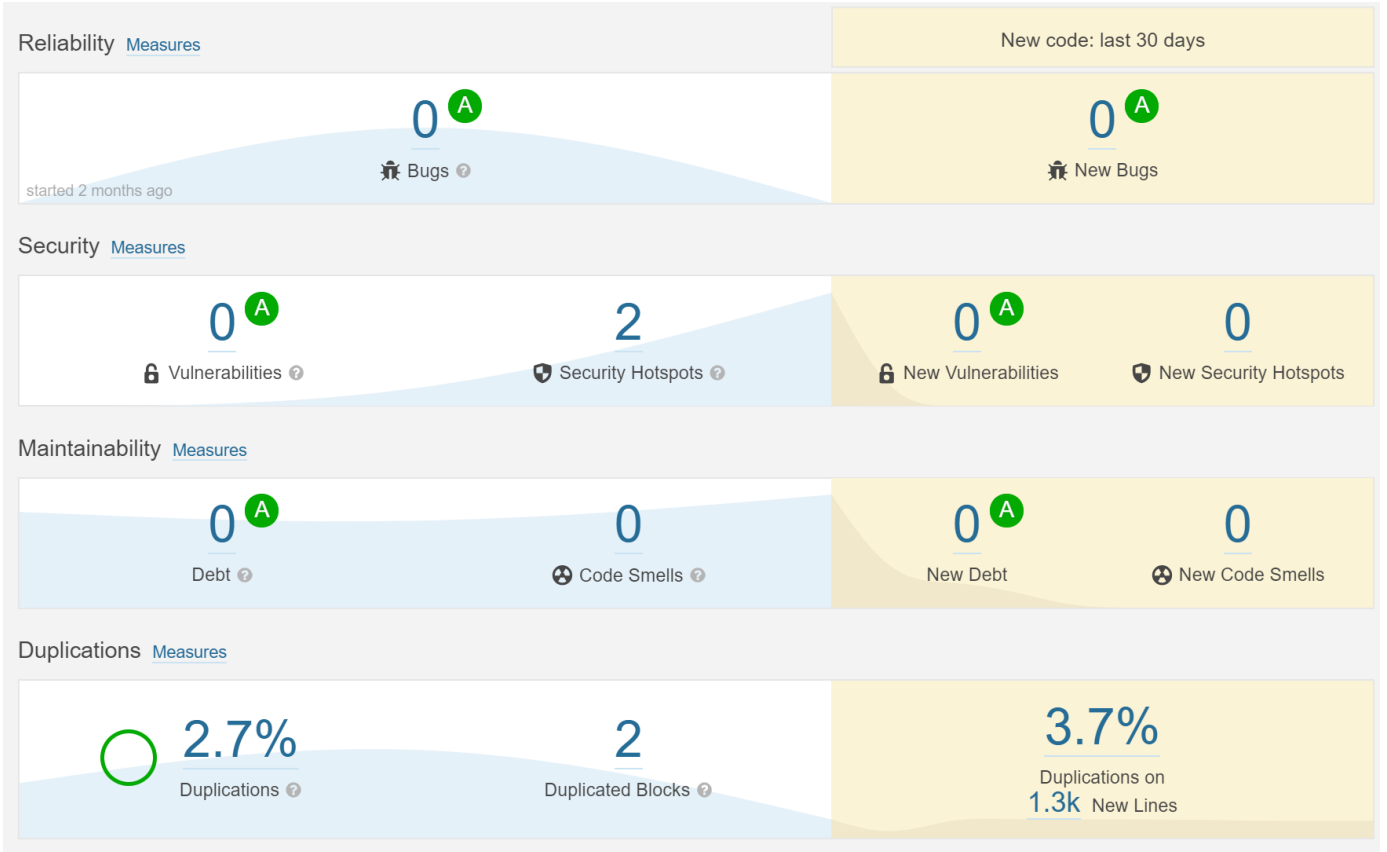 Reliability Measures
New code: last 30 days
0 A
Bugs ?
started 2 months ago
0 A
New Bugs
Security Measures
0 A
Vulnerabilities ?
2
Security Hotspots ?
0 A
New Vulnerabilities
0
New Security Hotspots
Maintainability Measures
0 A
Debt ?
0
Code Smells ?
0 A
New Debt
0
New Code Smells
Duplications Measures
2.7%
Duplications ?
2
Duplicated Blocks ?
3.7%
Duplications on
1.3k New Lines